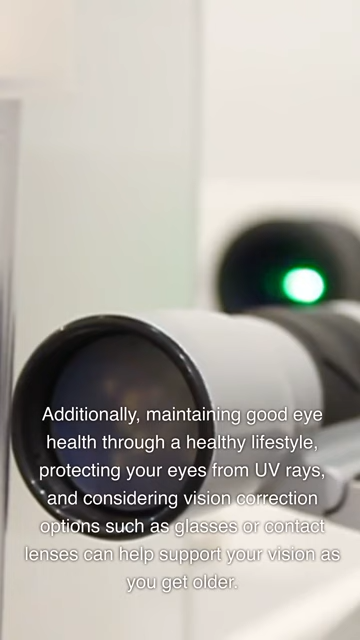 Additionally, maintaining good eye
health through a healthy lifestyle,
protecting your eyes from UV rays,
and considering vision correction
options such as glasses or contact
lenses can help support your vision as
you get older.